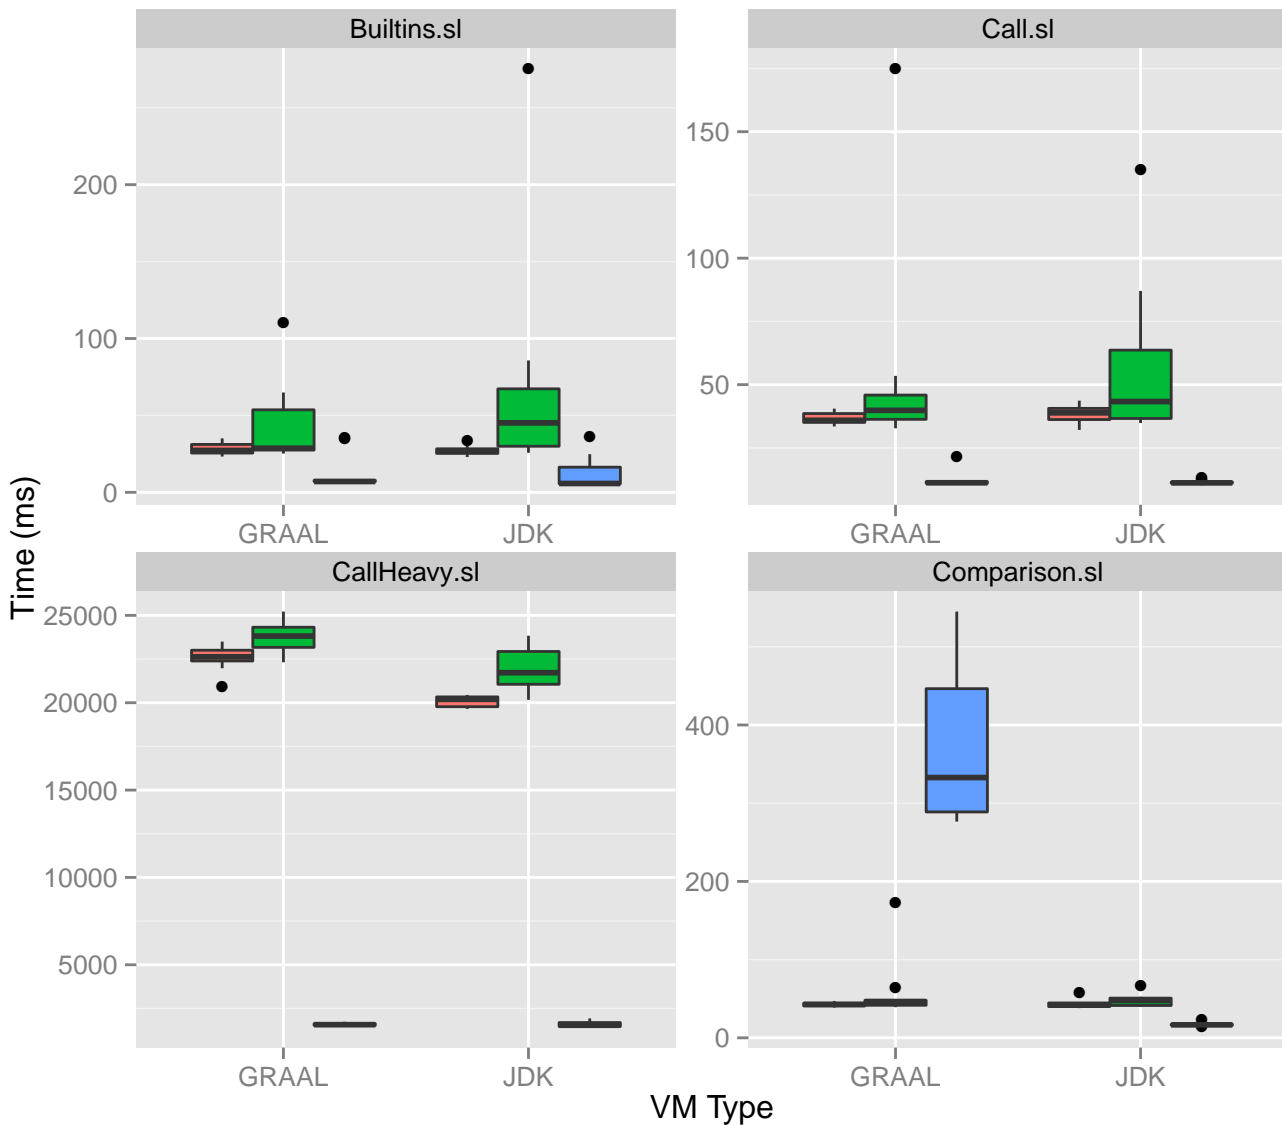 Builtins.sl
Call.sl
200
100
0
150
100
50
GRAAL
JDK
GRAAL
JDK
Time (ms)
CallHeavy.sl
Comparison.sl
25000
20000
15000
10000
5000
400
200
0
GRAAL
JDK
GRAAL
JDK
VM Type